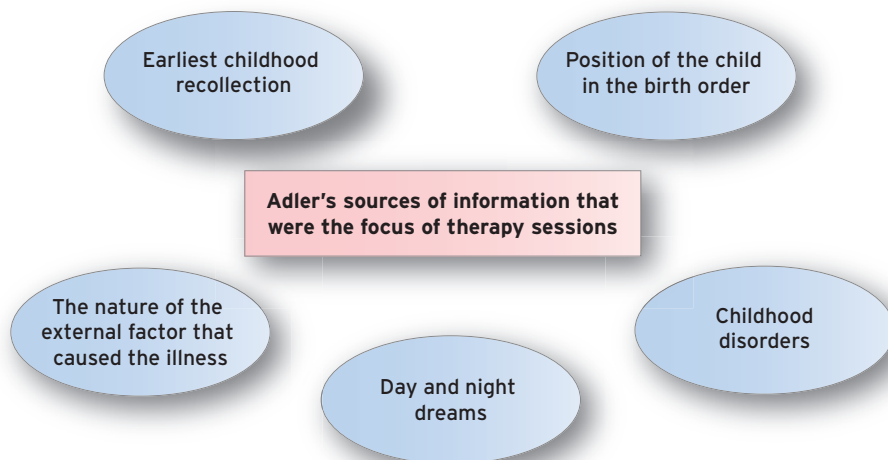 Earliest childhood
recollection
Position of the child
in the birth order
Adler's sources of information that
were the focus of therapy sessions
The nature of the
external factor that
caused the illness
Childhood
disorders
Day and night
dreams